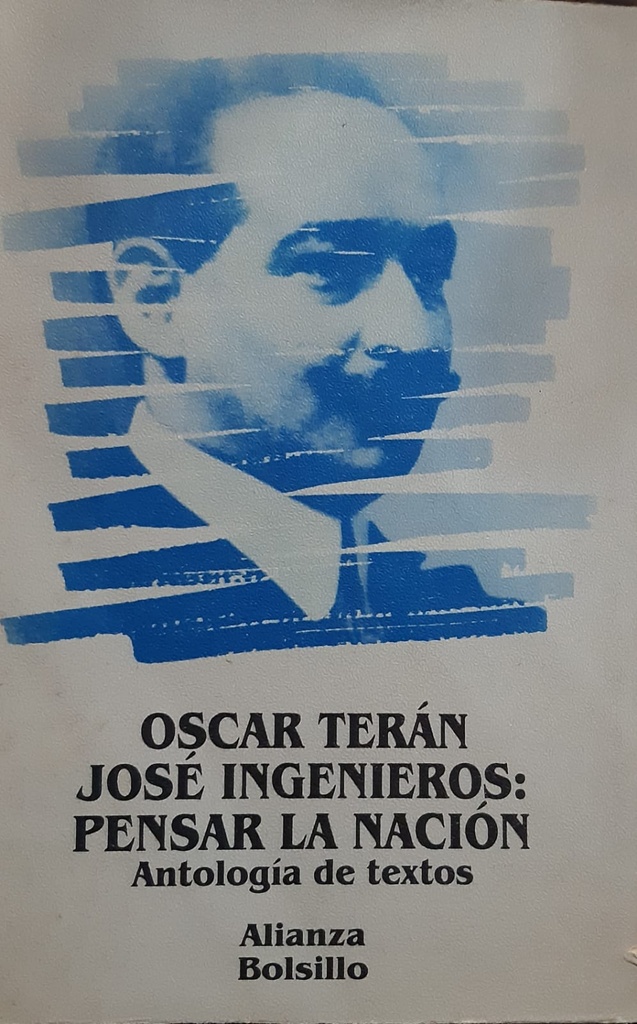 OSCAR TERÁN
JOSÉ INGENIEROS:
PENSAR LA NACIÓN
Antología de textos
Alianza
Bolsillo